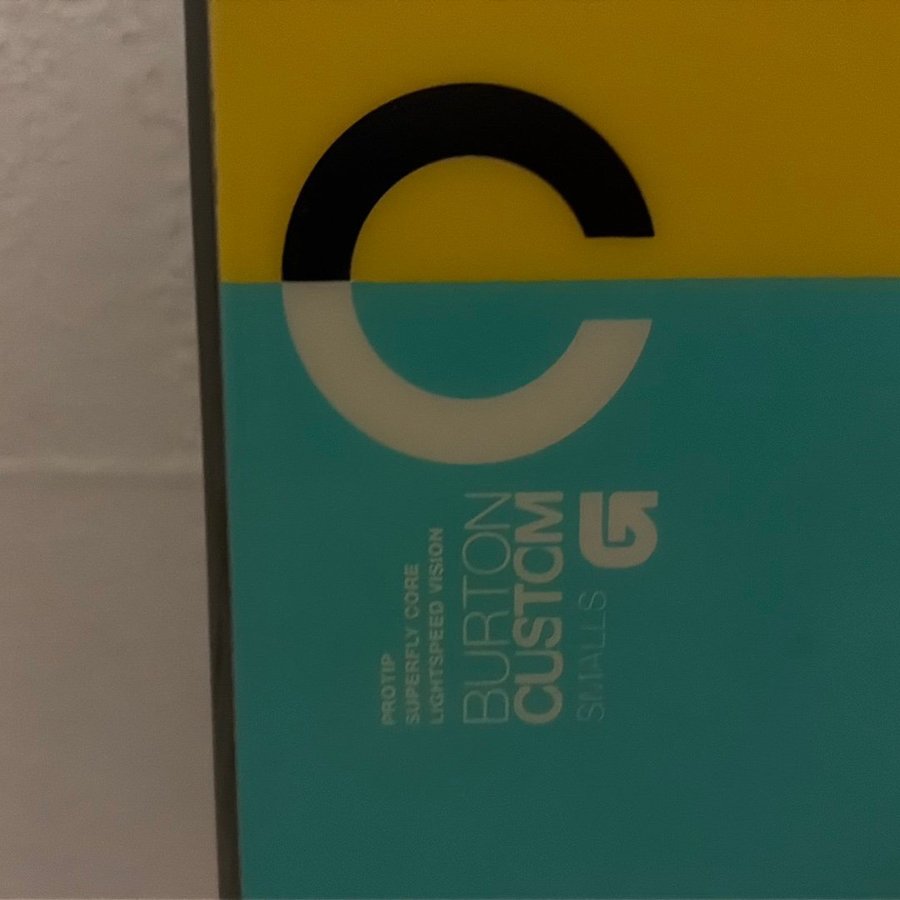 C
PROTIP
SUPERFLY CORE
LIGHTSPEED VISION
BURTON
CUSTOM
SMALLS